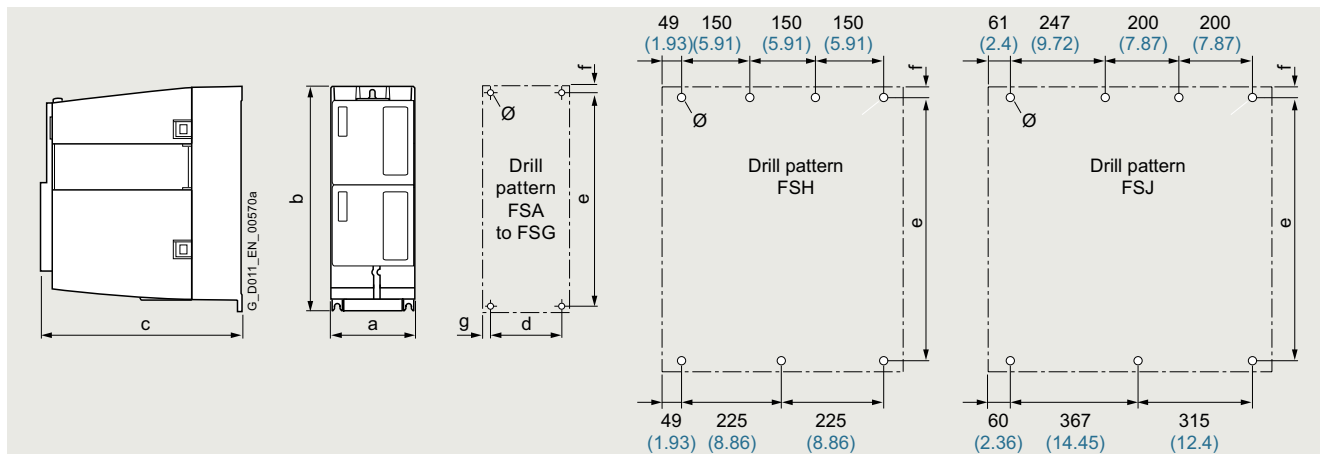 49 150 150 150
(1.93)(5.91) (5.91) (5.91)
61 247 200 200
(2.4) (9.72) (7.87) (7.87)
f
f
f
Ø
Ø
Ø
b
e
e
e
G_D011_EN_00570a
Drill
pattern
FSA
to FSG
Drill pattern
FSH
Drill pattern
FSJ
c
a
g
d
49 225 225
(1.93) (8.86) (8.86)
60 367 315
(2.36) (14.45) (12.4)